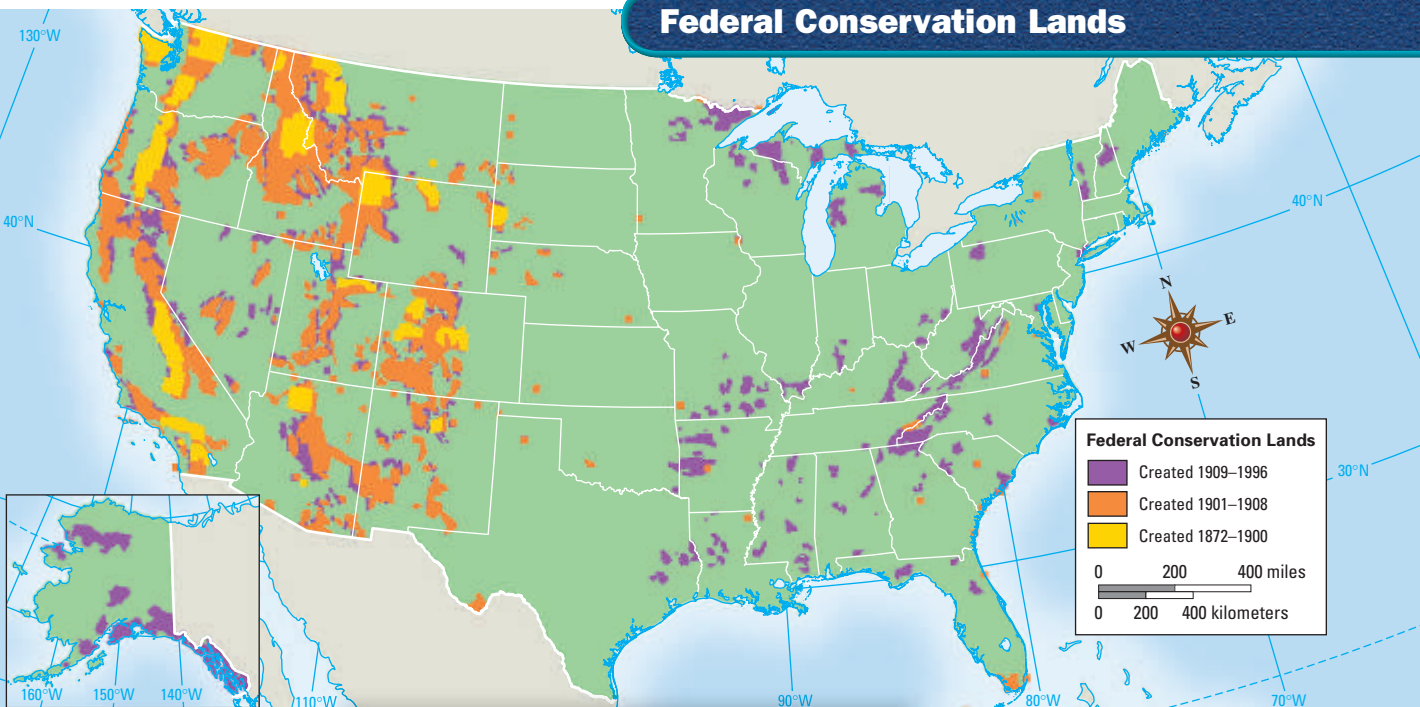 Federal Conservation Lands
130°W
40°N
40°N
N
E
W
S
30°N
Federal Conservation Lands
Created 1909–1996
Created 1901–1908
Created 1872–1900
0 200 400 miles
0 200 400 kilometers
160°W 150°W 140°W
110°W
90°W
80°W
70°W